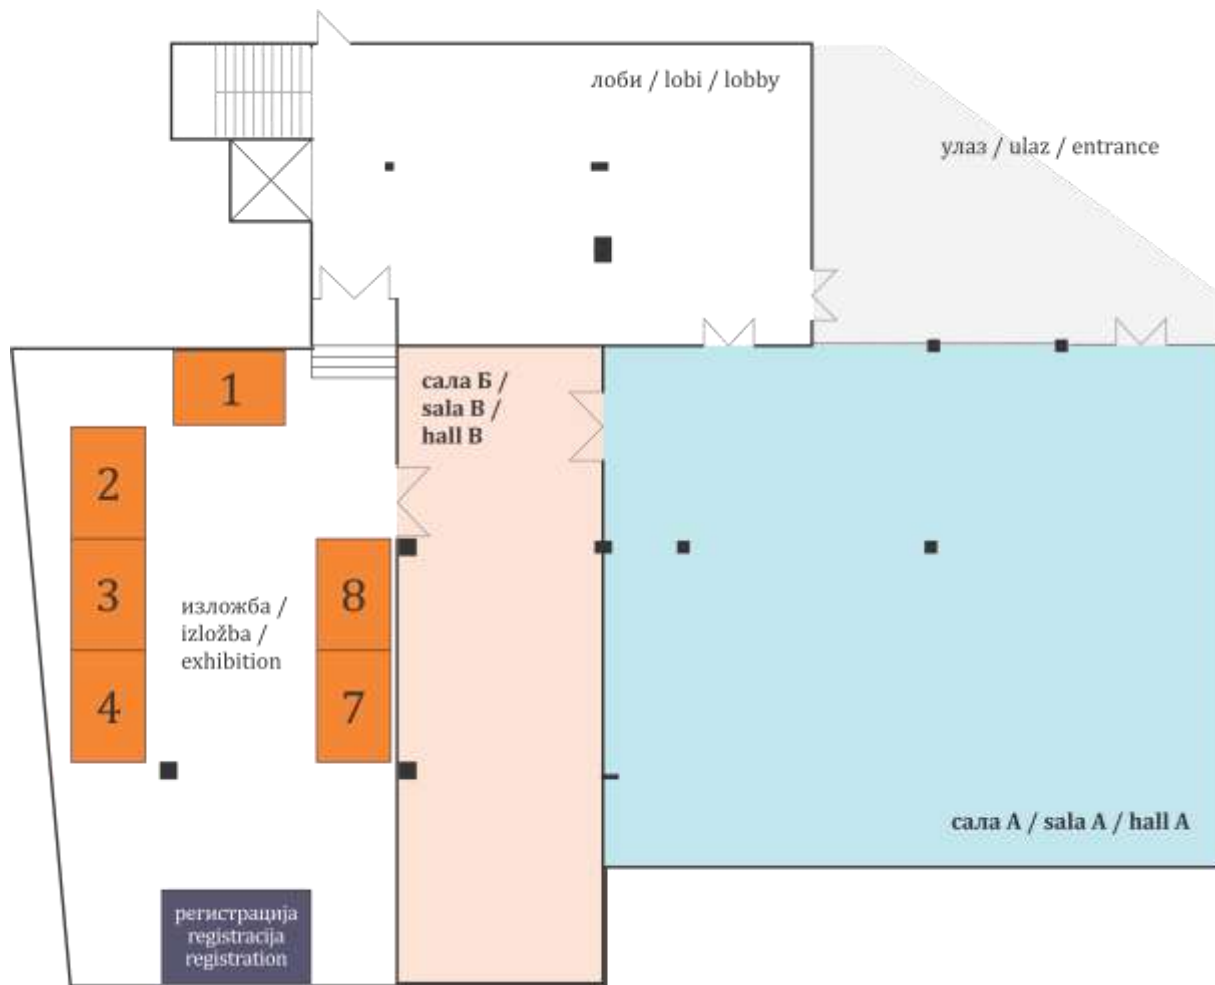 лоби / lobi / lobby
улаз / ulaz / entrance
1
сала Б /
sala B /
hall B
2
3
8
изложба /
izložba /
exhibition
4
7
сала А / sala A / hall A
регистрација
registracija
registration